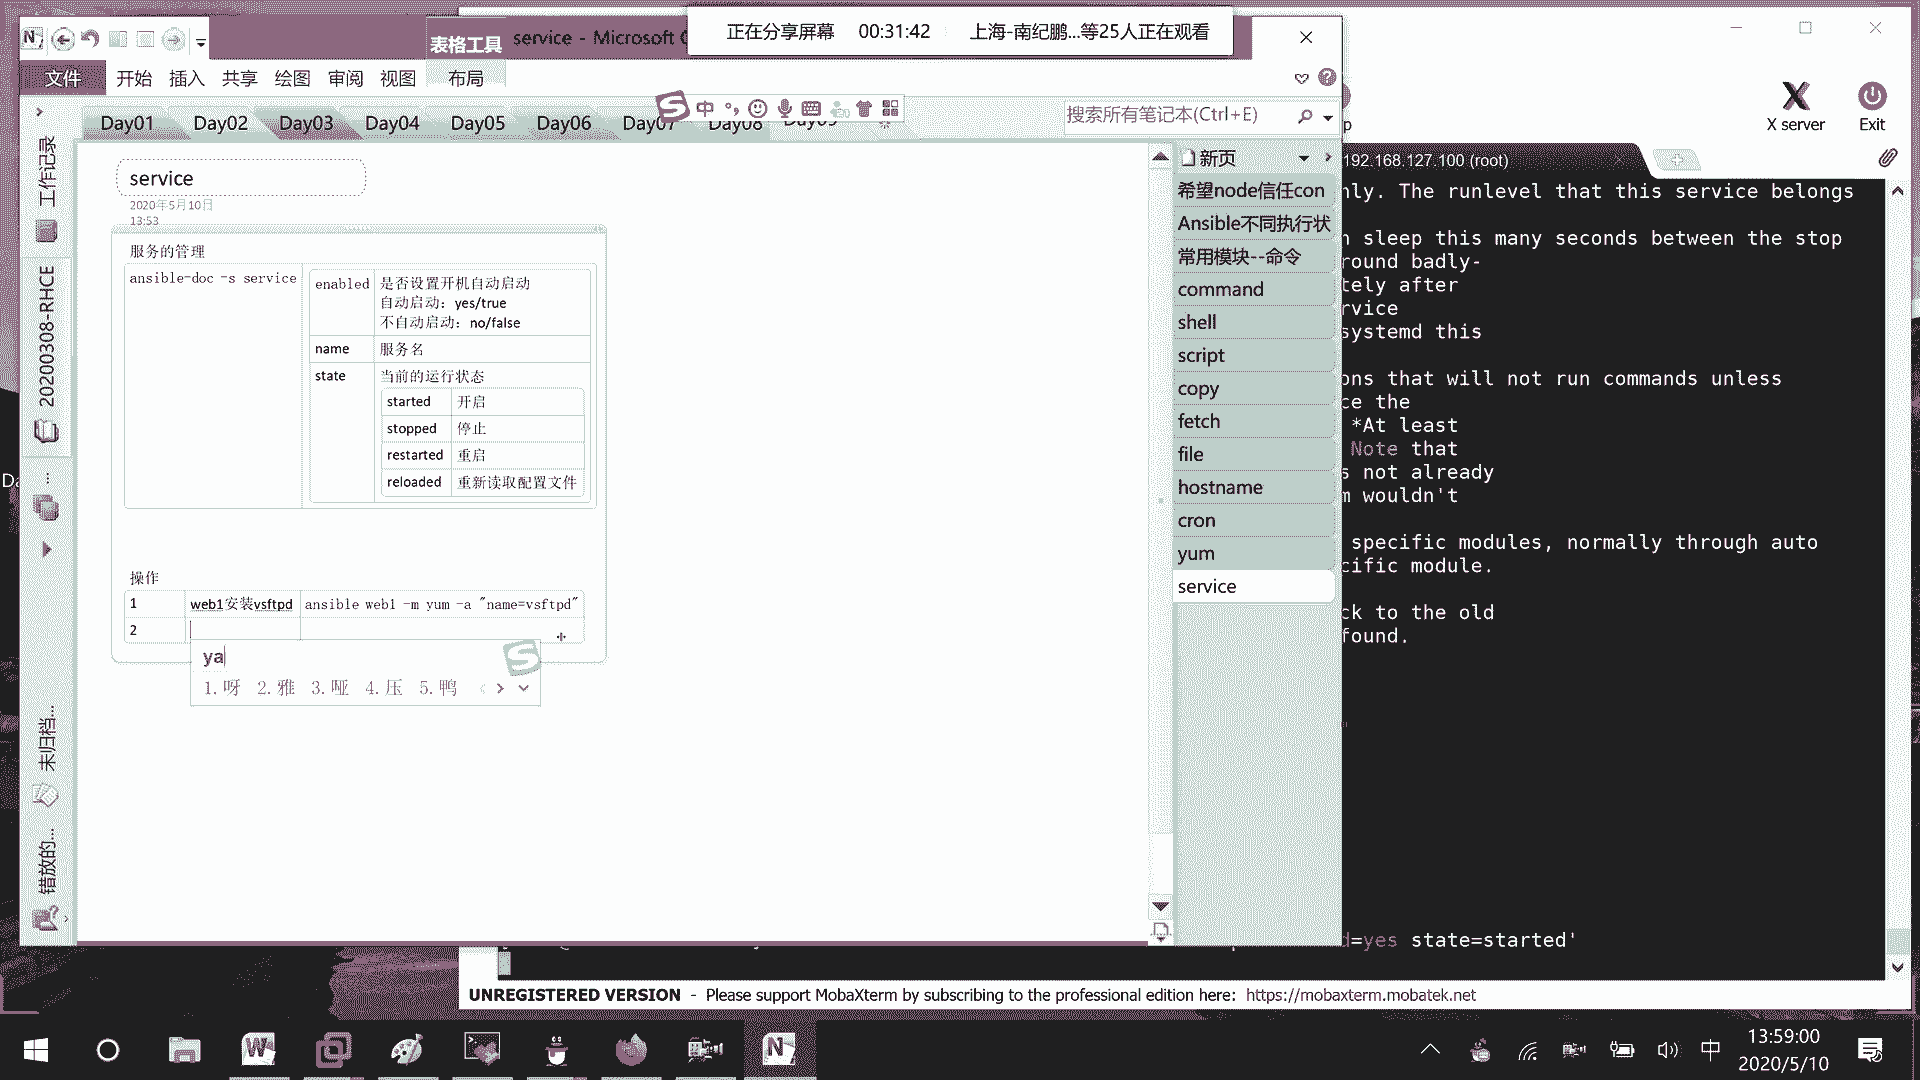 正在分享屏幕 00:31:42 上海-南纪鹏...等25人正在观看
表格工具 service - Microsoft
文件 开始 插入 共享 绘图 审阅 视图 布局
Day01 Day02 Day03 Day04 Day05 Day06 Day07 Day08 Day09
中
搜索所有笔记本(Ctrl+E)
X server Exit
工作记录
20200308-RHCE
未归档...
错放的...
service
2020年5月10日
13:53
服务的管理
ansible-doc -s service
enabled 是否设置开机自动启动
自动启动：yes/true
不自动启动：no/false
name 服务名
state 当前的运行状态
started 开启
stopped 停止
restarted 重启
reloaded 重新读取配置文件
操作
1 web1安装vsftpd ansible web1 -m yum -a "name=vsftpd"
2
ya
1.呀 2.雅 3.哑 4.压 5.鸭
新页
希望node信任con
Ansible不同执行状
常用模块--命令
command
shell
script
copy
fetch
file
hostname
cron
yum
service
192.168.127.100 (root)
nly. The runlevel that this service belongs
n sleep this many seconds between the stop
round badly-
tely after
rvice
systemd this
ons that will not run commands unless
ce the
*At least
Note that
s not already
m wouldn't
specific modules, normally through auto
cific module.
ck to the old
found.
d=yes state=started'
UNREGISTERED VERSION - Please support MobaXterm by subscribing to the professional edition here: https://mobaxterm.mobatek.net
中 13:59:00
2020/5/10